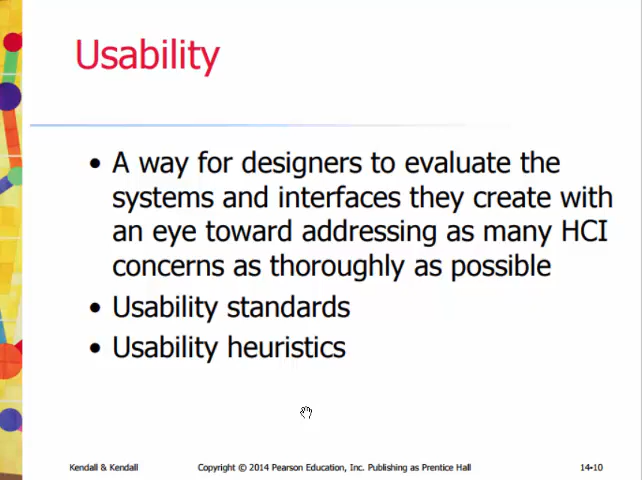 Usability
• A way for designers to evaluate the
systems and interfaces they create with
an eye toward addressing as many HCI
concerns as thoroughly as possible
• Usability standards
• Usability heuristics
Kendall & Kendall Copyright © 2014 Pearson Education, Inc. Publishing as Prentice Hall 14-10